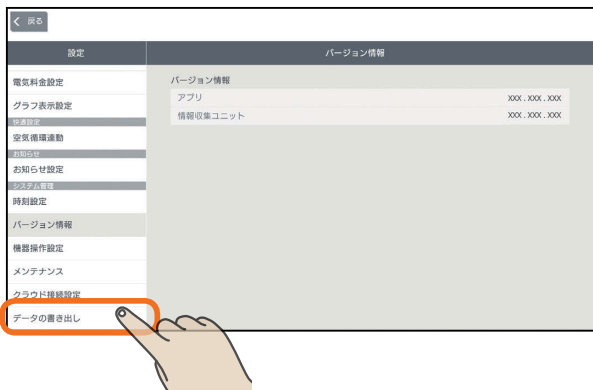 戻る
設定
バージョン情報
電気料金設定
グラフ表示設定
快適設定
空気循環連動
お知らせ
お知らせ設定
システム管理
時刻設定
バージョン情報
機器操作設定
メンテナンス
クラウド接続設定
データの書き出し
バージョン情報
アプリ XXX . XXX . XXX
情報収集ユニット XXX . XXX . XXX